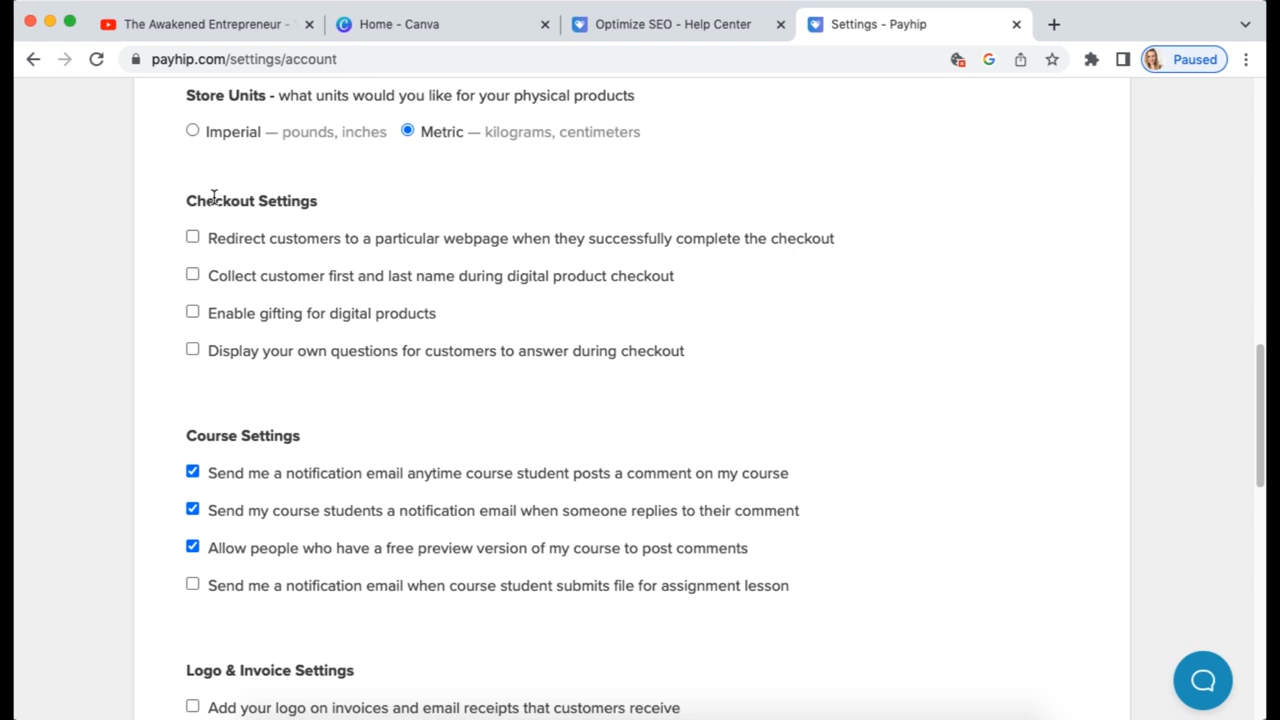 The Awakened Entrepreneur -
Home - Canva
Optimize SEO - Help Center
Settings - Payhip
payhip.com/settings/account
Paused
Store Units - what units would you like for your physical products
Imperial — pounds, inches
Metric — kilograms, centimeters
Checkout Settings
Redirect customers to a particular webpage when they successfully complete the checkout
Collect customer first and last name during digital product checkout
Enable gifting for digital products
Display your own questions for customers to answer during checkout
Course Settings
Send me a notification email anytime course student posts a comment on my course
Send my course students a notification email when someone replies to their comment
Allow people who have a free preview version of my course to post comments
Send me a notification email when course student submits file for assignment lesson
Logo & Invoice Settings
Add your logo on invoices and email receipts that customers receive